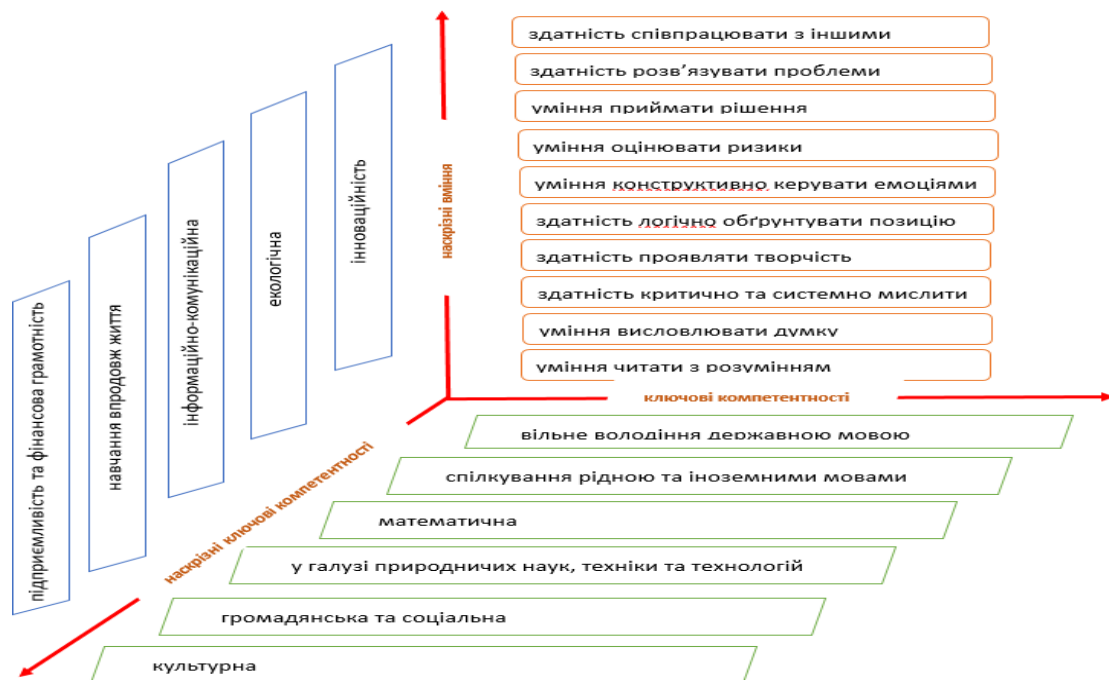 здатність співпрацювати з іншими
здатність розв’язувати проблеми
уміння приймати рішення
уміння оцінювати ризики
уміння конструктивно керувати емоціями
здатність логічно обґрунтувати позицію
здатність проявляти творчість
здатність критично та системно мислити
уміння висловлювати думку
уміння читати з розумінням
наскрізні вміння
підприємливість та фінансова грамотність
навчання впродовж життя
інформаційно-комунікаційна
екологічна
інноваційність
ключові компетентності
наскрізні ключові компетентності
вільне володіння державною мовою
спілкування рідною та іноземними мовами
математична
у галузі природничих наук, техніки та технологій
громадянська та соціальна
культурна